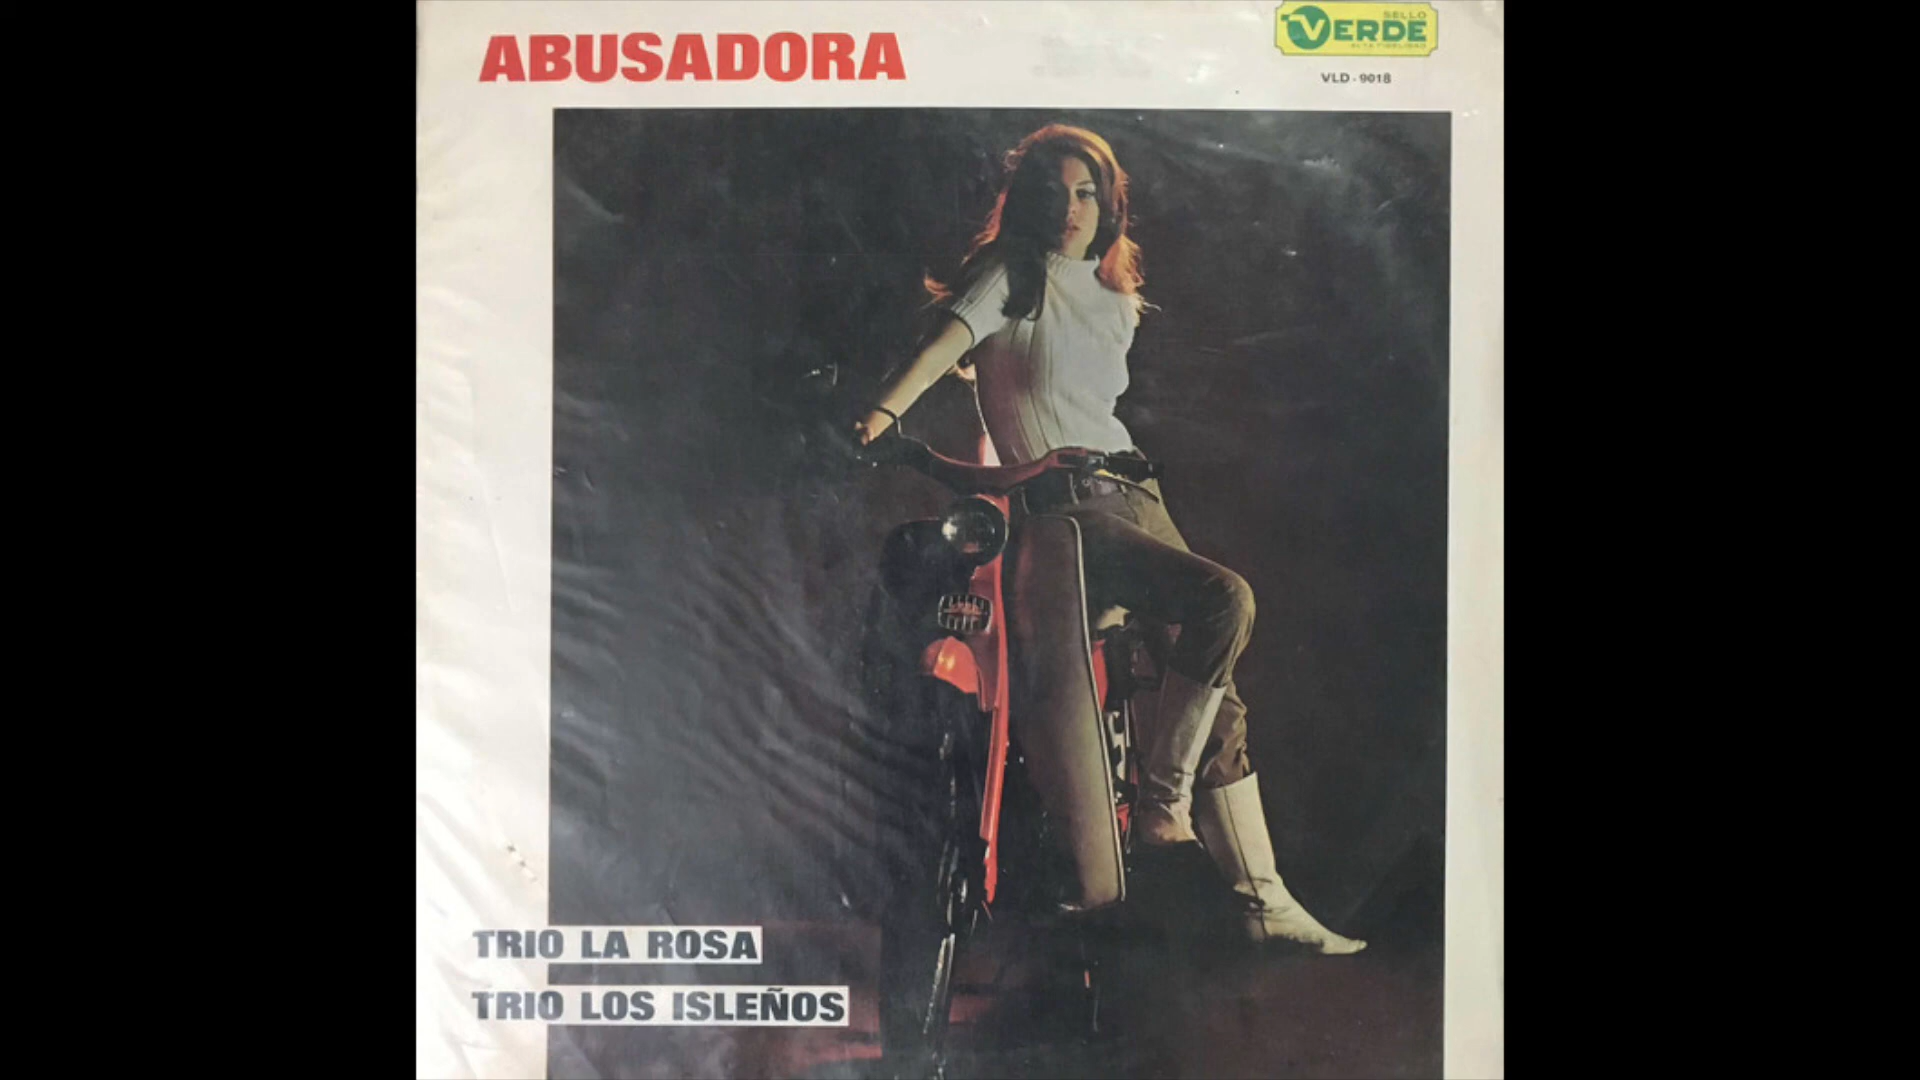 ABUSADORA
SELLO
VERDE
ALTA FIDELIDAD
VLD - 9018
TRIO LA ROSA
TRIO LOS ISLEÑOS